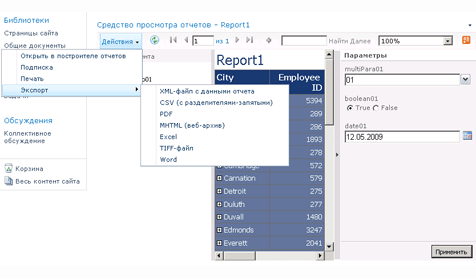 Библиотеки
Страницы сайта
Общие документы
Обсуждения
Коллективное обсуждение
Корзина
Весь контент сайта
Средство просмотра отчетов - Report1
Действия
1 из 1
Найти Далее
100%
Открыть в построителе отчетов
Подписка
Печать
Экспорт
XML-файл с данными отчета
CSV (с разделителями-запятыми)
PDF
MHTML (веб-архив)
Excel
TIFF-файл
Word
Report1
City Employee ID
5394
289
286
1893
278
Carnation 579
Detroit 275
Duluth 277
Duvall 1480
Edmonds 3247
Everett 2041
Параметры
multiPara01
01
boolean01
True False
date01
12.05.2009
Применить